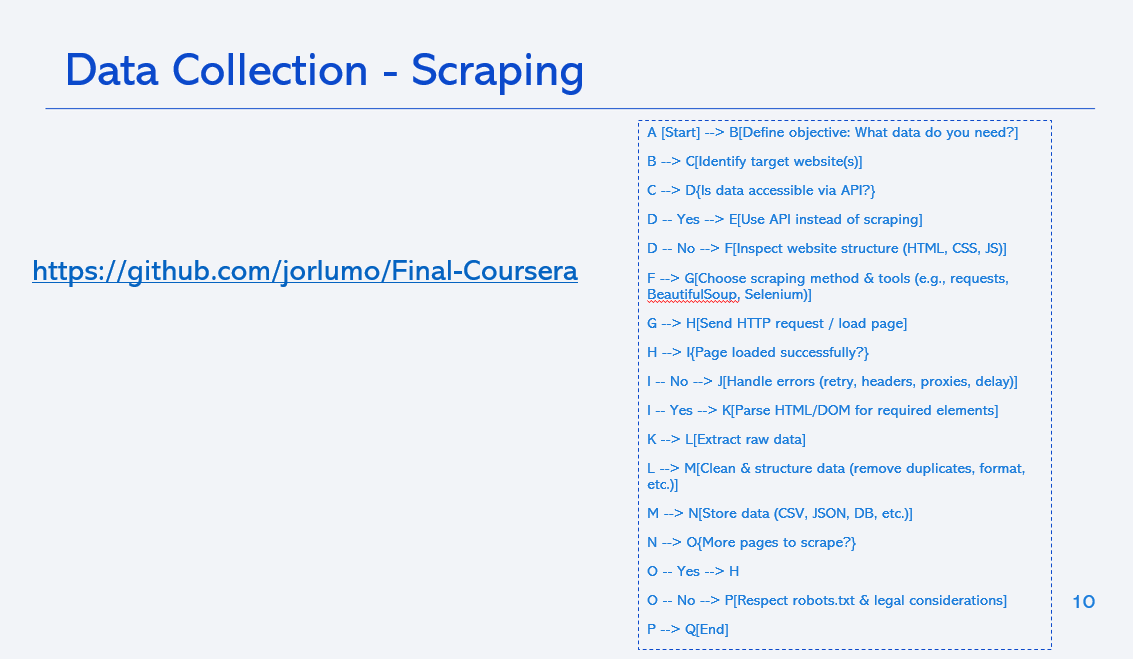 Data Collection - Scraping
https://github.com/jorlumo/Final-Coursera
A [Start] --> B[Define objective: What data do you need?]
B --> C[Identify target website(s)]
C --> D{Is data accessible via API?}
D -- Yes --> E[Use API instead of scraping]
D -- No --> F[Inspect website structure (HTML, CSS, JS)]
F --> G[Choose scraping method & tools (e.g., requests,
BeautifulSoup, Selenium)]
G --> H[Send HTTP request / load page]
H --> I{Page loaded successfully?}
I -- No --> J[Handle errors (retry, headers, proxies, delay)]
I -- Yes --> K[Parse HTML/DOM for required elements]
K --> L[Extract raw data]
L --> M[Clean & structure data (remove duplicates, format,
etc.)]
M --> N[Store data (CSV, JSON, DB, etc.)]
N --> O{More pages to scrape?}
O -- Yes --> H
O -- No --> P[Respect robots.txt & legal considerations]
P --> Q[End]
10